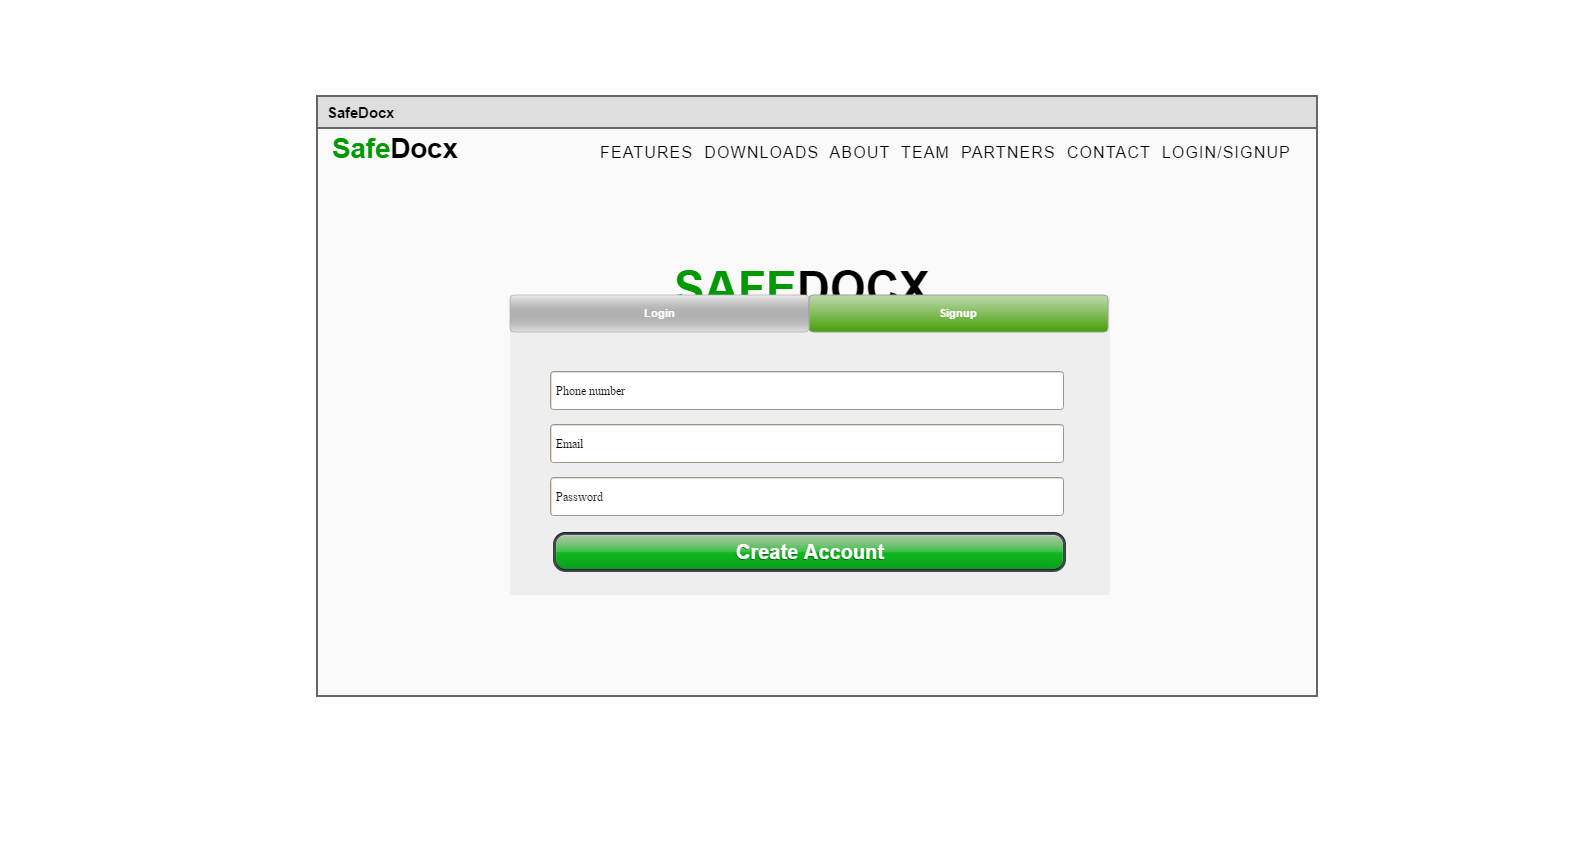 SafeDocx
SafeDocx
FEATURES DOWNLOADS ABOUT TEAM PARTNERS CONTACT LOGIN/SIGNUP
SAFEDOCX
Login
Signup
Phone number
Email
Password
Create Account